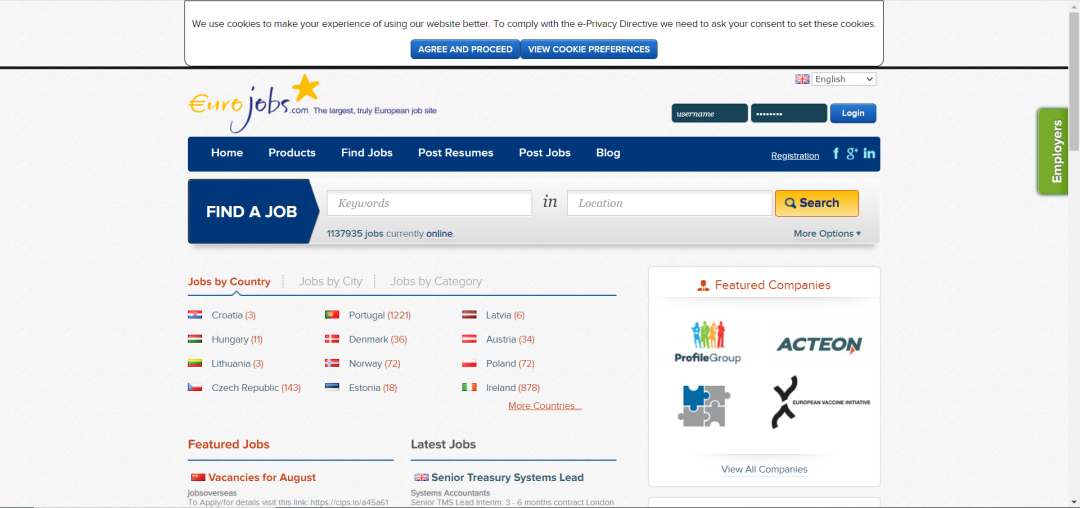 We use cookies to make your experience of using our website better. To comply with the e-Privacy Directive we need to ask your consent to set these cookies.
AGREE AND PROCEED VIEW COOKIE PREFERENCES
English
€uro jobs.com The largest, truly European job site
username •••••••• Login
Employers
Home Products Find Jobs Post Resumes Post Jobs Blog Registration f g+ in
FIND A JOB Keywords in Location Search
1137935 jobs currently online. More Options ▾
Jobs by Country Jobs by City Jobs by Category
Croatia (3) Portugal (1221) Latvia (6)
Hungary (11) Denmark (36) Austria (34)
Lithuania (3) Norway (72) Poland (72)
Czech Republic (143) Estonia (18) Ireland (878)
More Countries...
Featured Companies
ProfileGroup ACTEON
EUROPEAN VACCINE INITIATIVE
View All Companies
Featured Jobs
Vacancies for August
jobsoverseas
To Apply/for details visit this link: https://clps.io/a45a61
Latest Jobs
Senior Treasury Systems Lead
Systems Accountants
Senior TMS Lead Interim: 3 - 6 months contract London